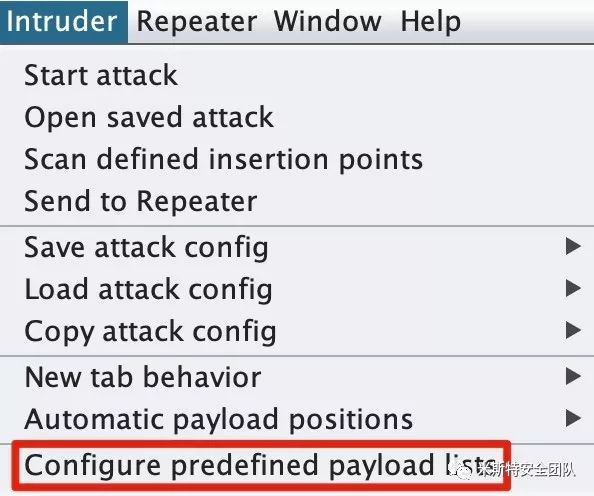 Intruder Repeater Window Help
Start attack
Open saved attack
Scan defined insertion points
Send to Repeater
Save attack config
Load attack config
Copy attack config
New tab behavior
Automatic payload positions
Configure predefined payload lists
米斯特安全团队